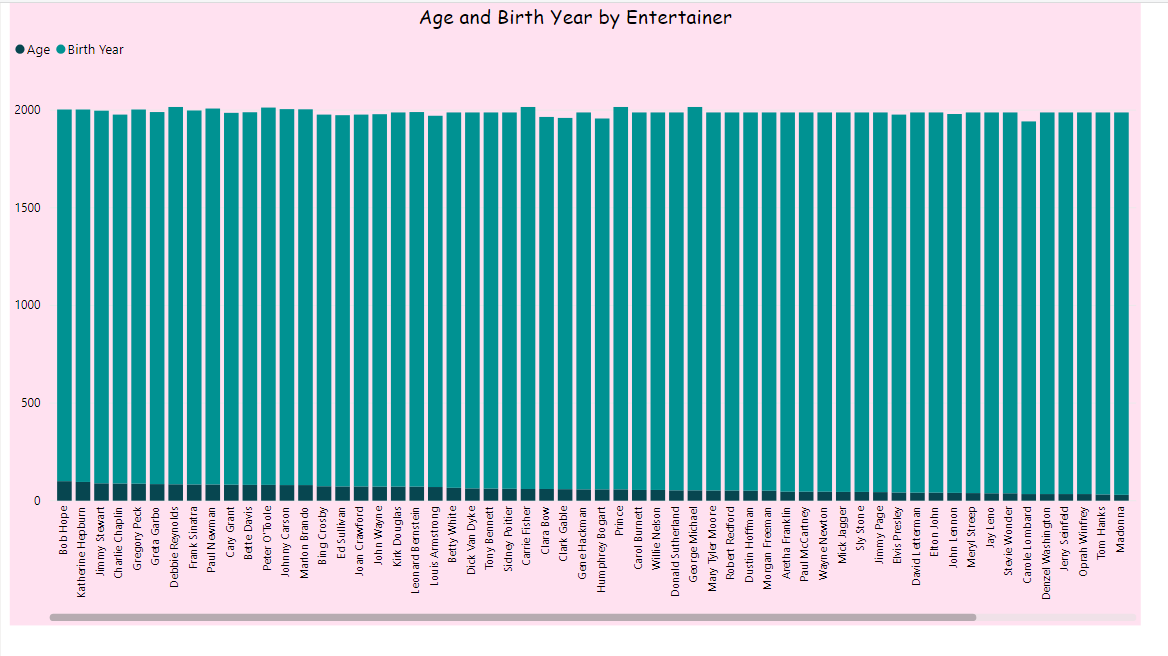 Age and Birth Year by Entertainer
Age Birth Year
2000
1500
1000
500
0
Bob Hope
Katherine Hepburn
Jimmy Stewart
Charlie Chaplin
Gregory Peck
Greta Garbo
Debbie Reynolds
Frank Sinatra
Paul Newman
Cary Grant
Bette Davis
Peter O'Toole
Johnny Carson
Marlon Brando
Bing Crosby
Ed Sullivan
Joan Crawford
John Wayne
Kirk Douglas
Leonard Bernstein
Louis Armstrong
Betty White
Dick Van Dyke
Tony Bennett
Sidney Poitier
Carrie Fisher
Clara Bow
Clark Gable
Gene Hackman
Humphrey Bogart
Prince
Carol Burnett
Willie Nelson
Donald Sutherland
George Michael
Mary Tyler Moore
Robert Redford
Dustin Hoffman
Morgan Freeman
Aretha Franklin
Paul McCartney
Wayne Newton
Mick Jagger
Sly Stone
Jimmy Page
Elvis Presley
David Letterman
Elton John
John Lennon
Meryl Streep
Jay Leno
Stevie Wonder
Carole Lombard
Denzel Washington
Jerry Seinfeld
Oprah Winfrey
Tom Hanks
Madonna